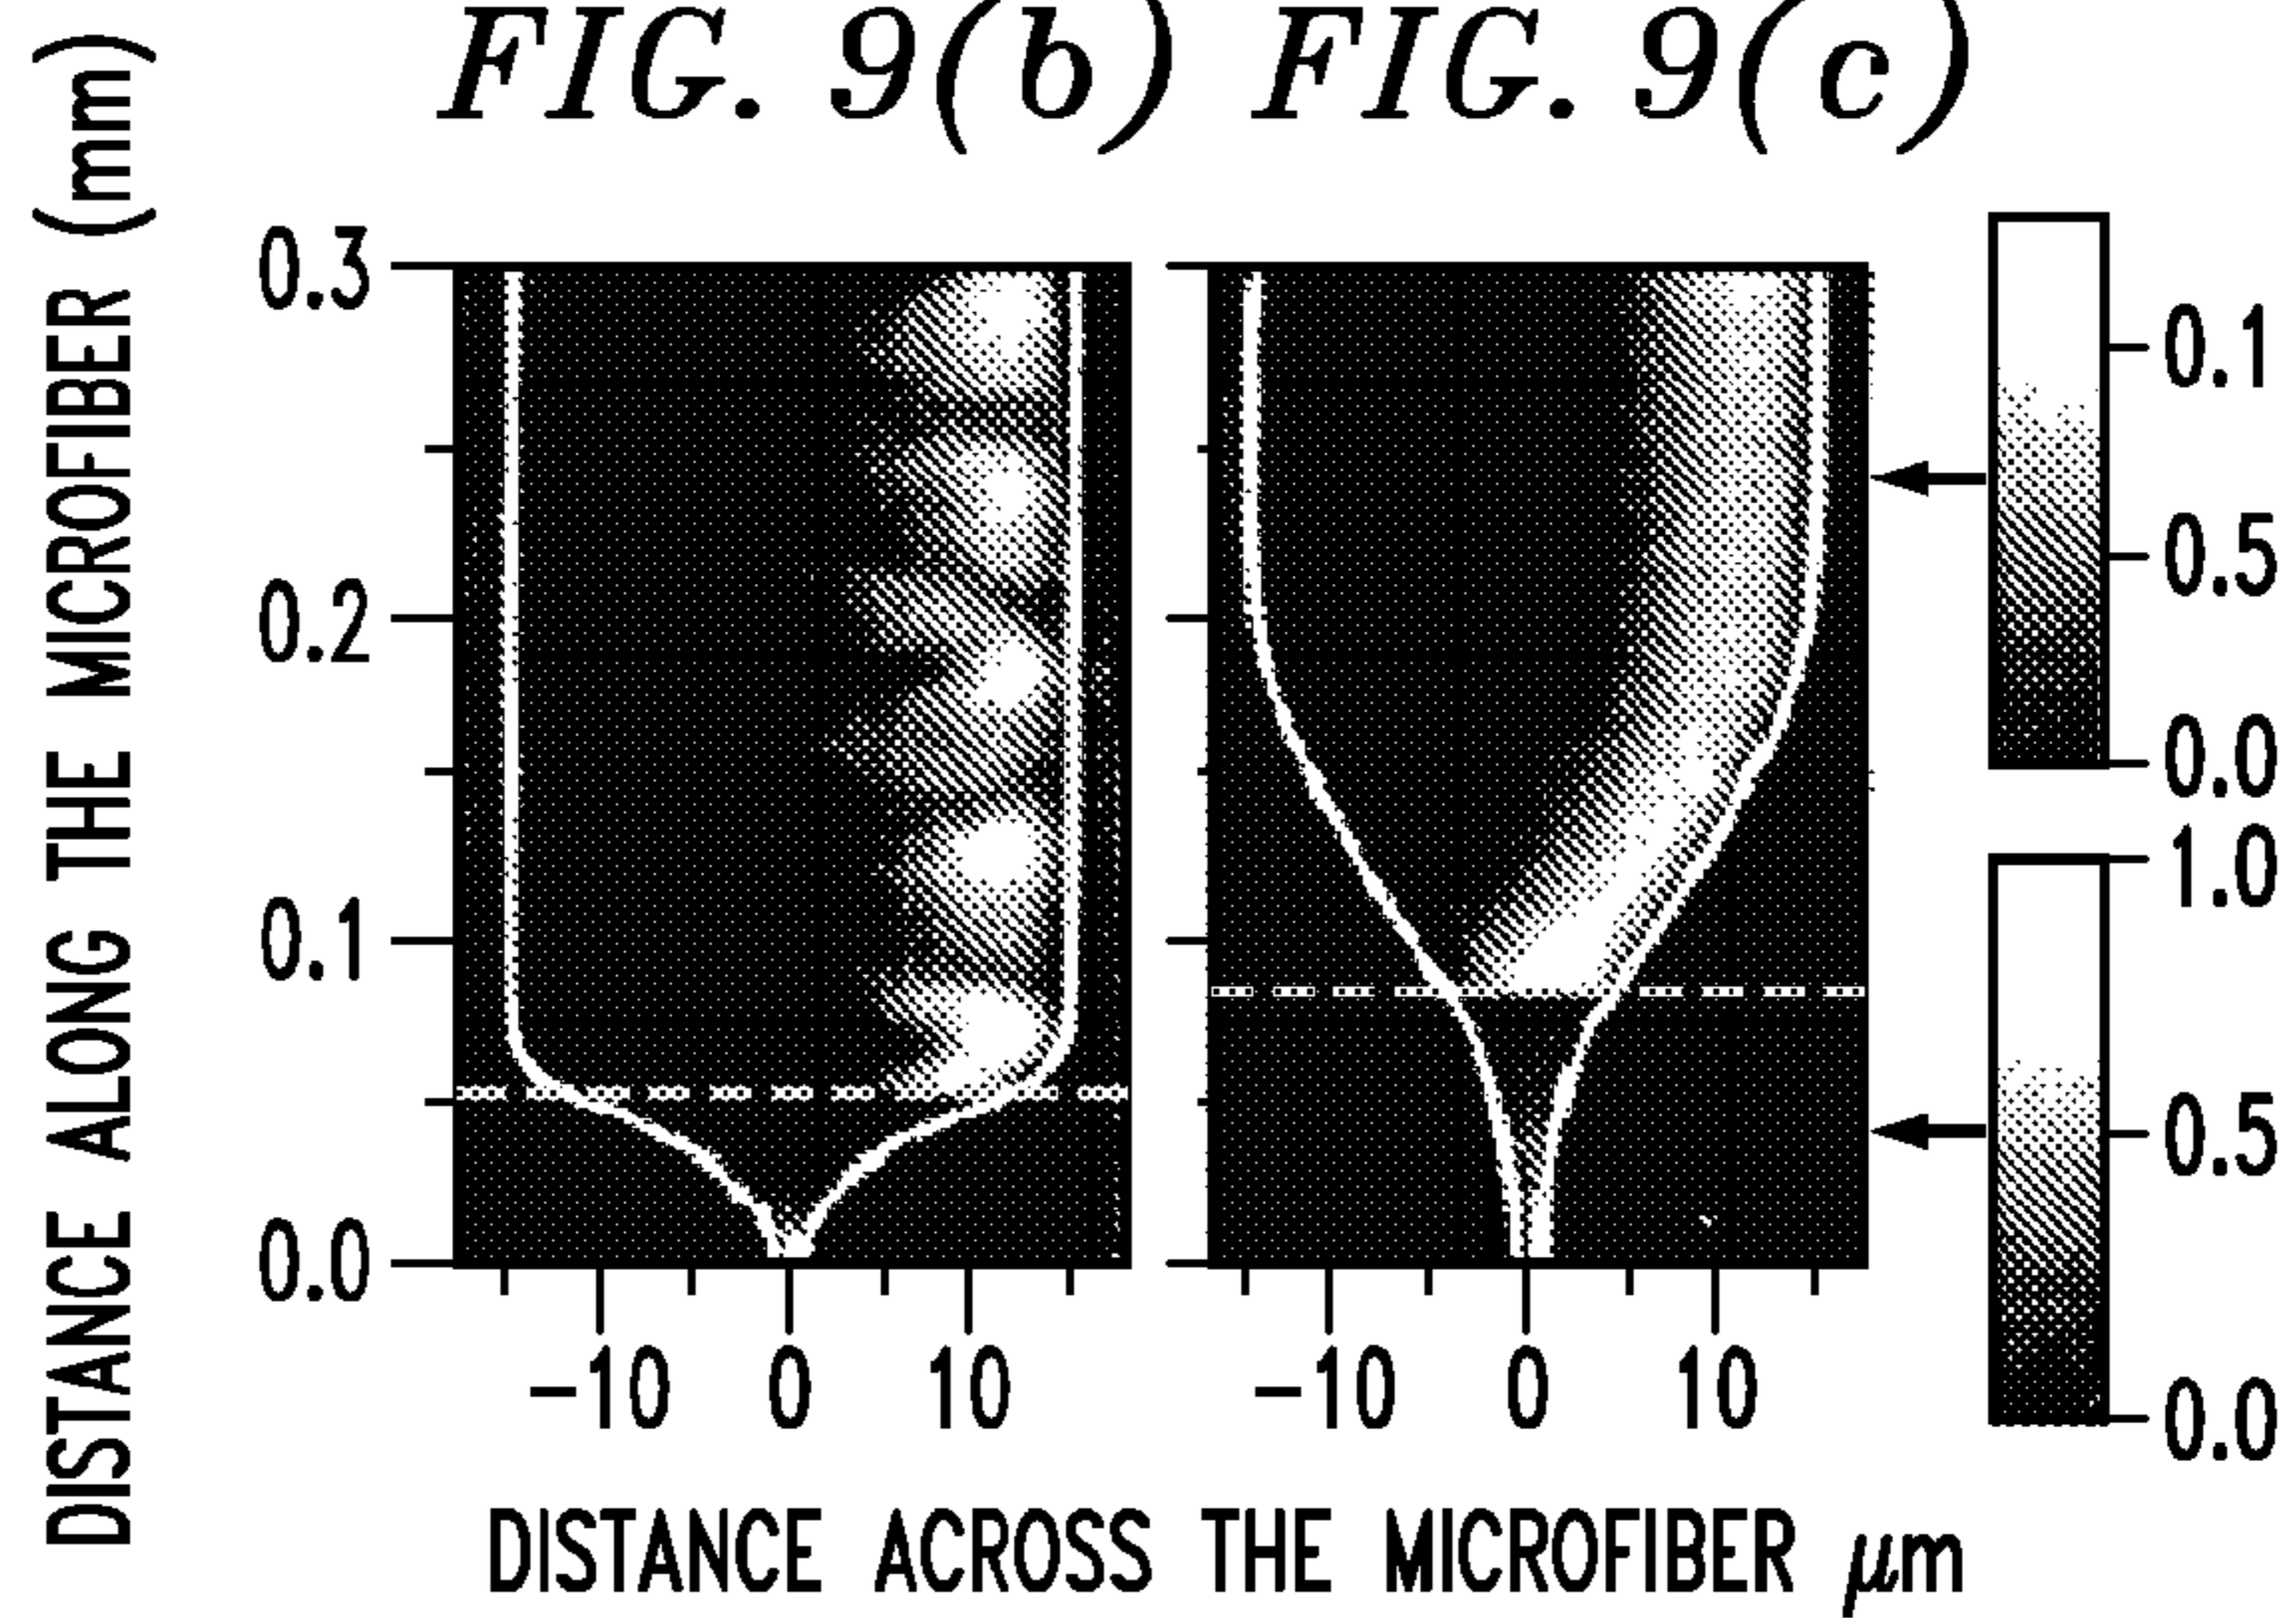 FIG. 9(b) FIG. 9(c)
DISTANCE ALONG THE MICROFIBER (mm)
0.3
0.2
0.1
0.0
-10 0 10
-10 0 10
0.1
0.5
0.0
1.0
0.5
0.0
DISTANCE ACROSS THE MICROFIBER μm